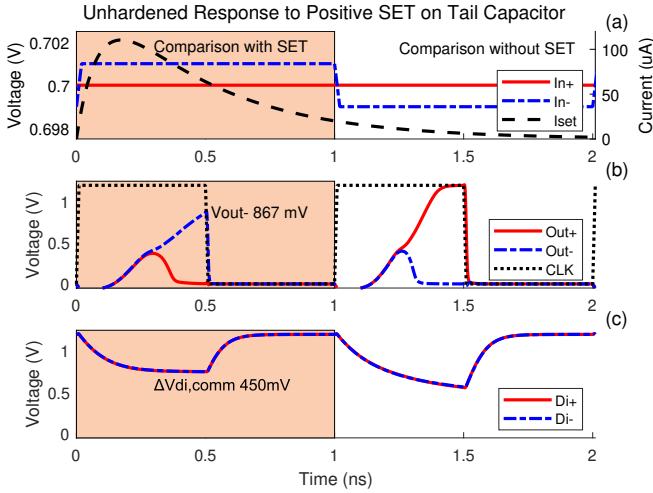 Unhardened Response to Positive SET on Tail Capacitor
(a)
Voltage (V)
0.702
0.7
0.698
Comparison with SET
Comparison without SET
In+
In-
Iset
100
50
0
Current (uA)
0
0.5
1
1.5
2
(b)
Voltage (V)
1
0.5
0
Vout- 867 mV
Out+
Out-
CLK
0
0.5
1
1.5
2
(c)
Voltage (V)
1
0.5
0
ΔVdi,comm 450mV
Di+
Di-
0
0.5
1
1.5
2
Time (ns)